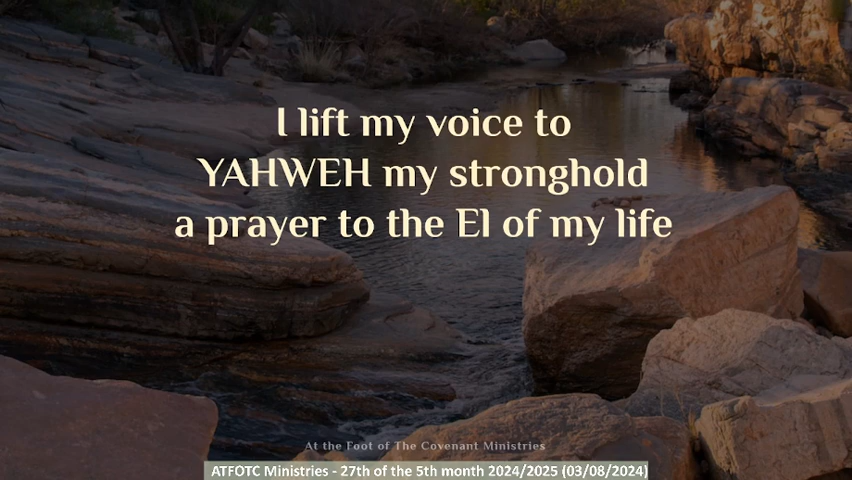 I lift my voice to
YAHWEH my stronghold
a prayer to the El of my life
At the Foot of The Covenant Ministries
ATFOTC Ministries - 27th of the 5th month 2024/2025 (03/08/2024)